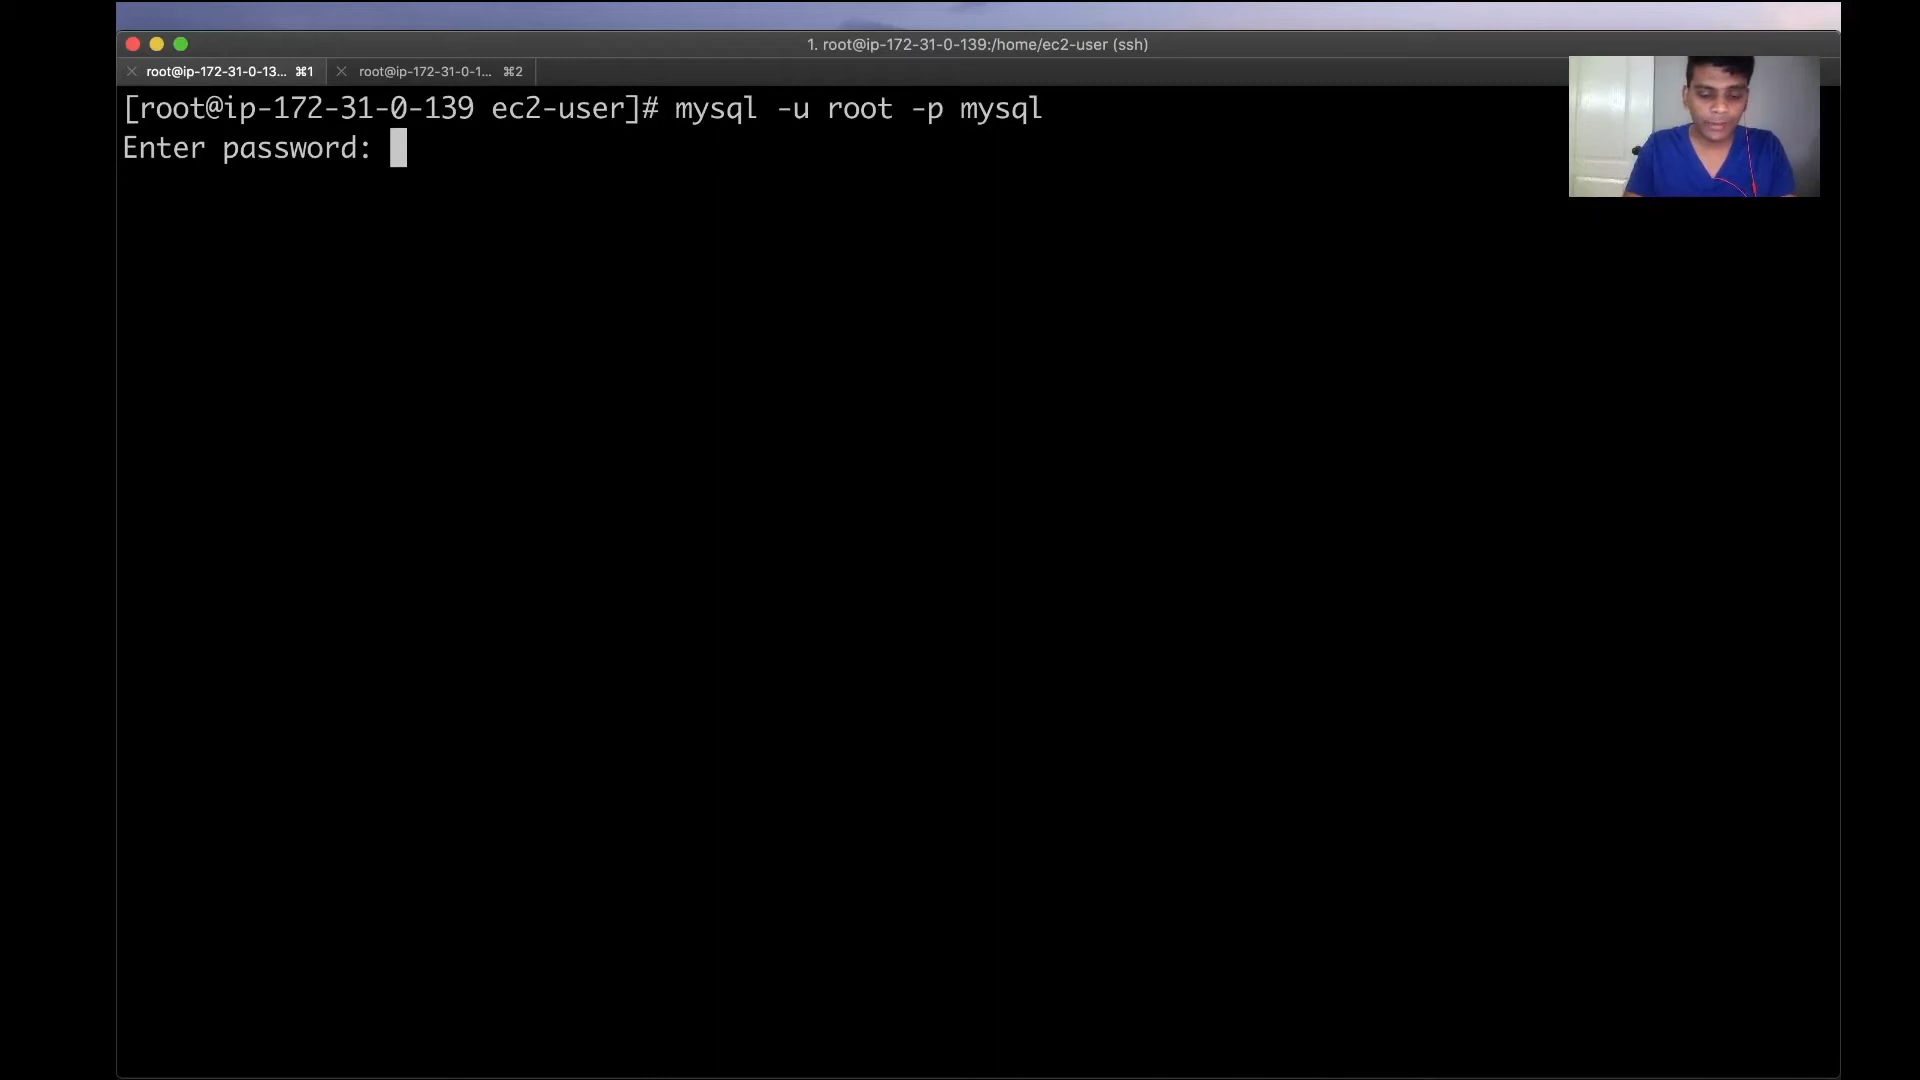 1. root@ip-172-31-0-139:/home/ec2-user (ssh)
root@ip-172-31-0-13... ⌘1 root@ip-172-31-0-1... ⌘2
[root@ip-172-31-0-139 ec2-user]# mysql -u root -p mysql
Enter password: